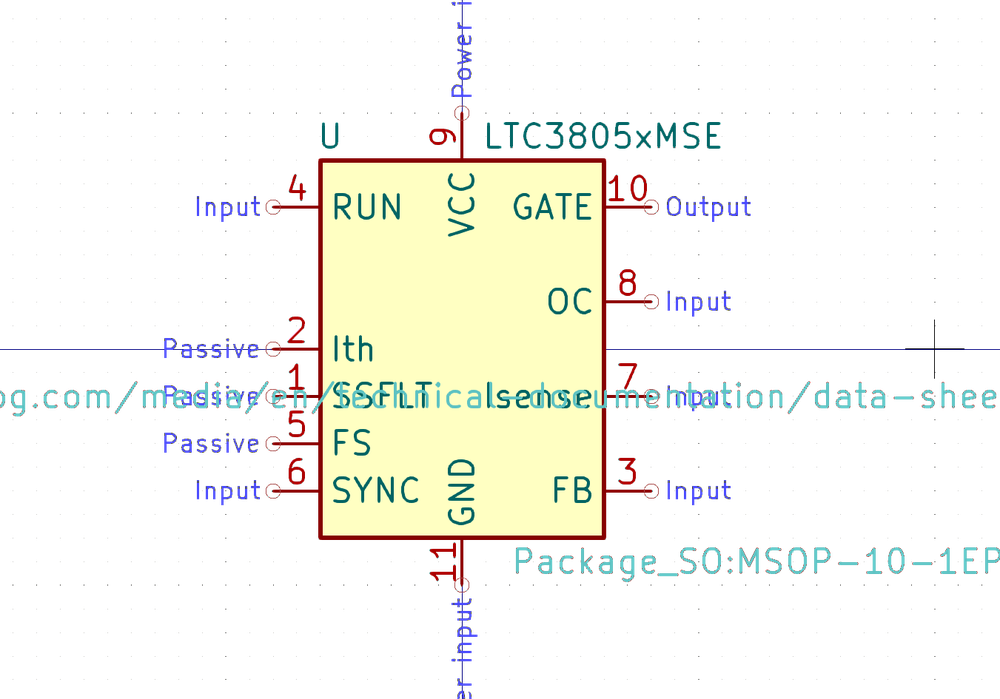 Power i
U
9
LTC3805xMSE
Input
4
RUN
VCC
GATE
10
Output
OC
8
Input
Passive
2
Ith
Passive
1
SSFLT
Isense
7
Input
og.com/media/en/technical-documentation/data-shee
Passive
5
FS
Input
6
SYNC
GND
FB
3
Input
11
Package_SO:MSOP-10-1EP
er input